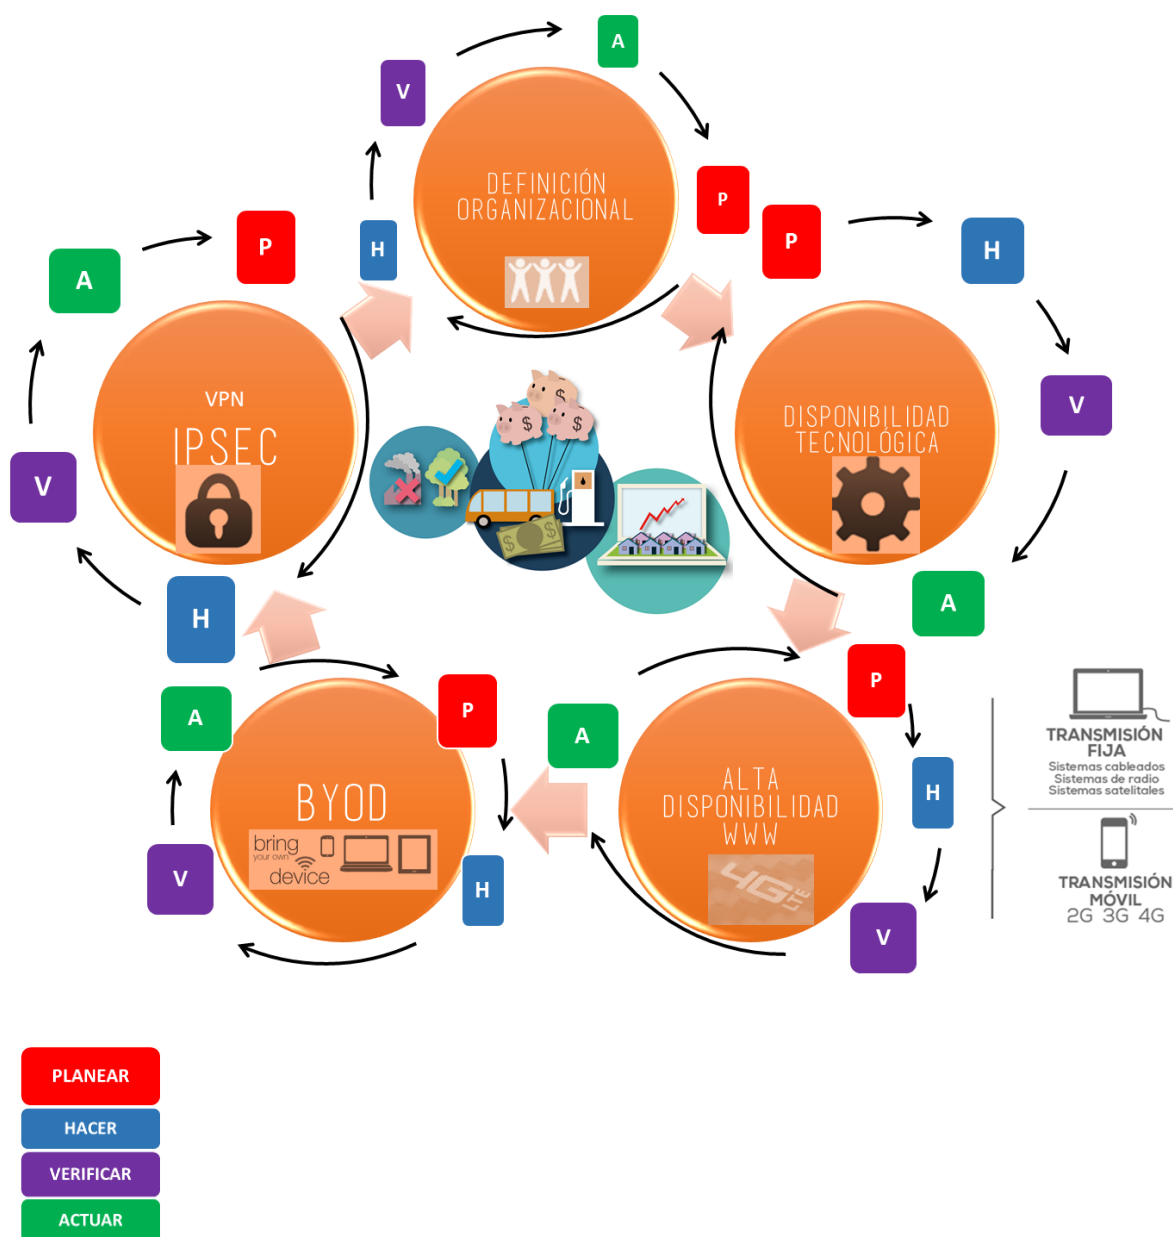 A
V
DEFINICIÓN
ORGANIZACIONAL
P
H
P
H
A
P
VPN
IPSEC
V
DISPONIBILIDAD
TECNOLÓGICA
V
$
$
$
$
$
H
A
A
P
BYOD
bring
your own
device
V
H
A
ALTA
DISPONIBILIDAD
WWW
4G LTE
P
H
V
TRANSMISIÓN
FIJA
Sistemas cableados
Sistemas de radio
Sistemas satelitales
TRANSMISIÓN
MÓVIL
2G 3G 4G
PLANEAR
HACER
VERIFICAR
ACTUAR